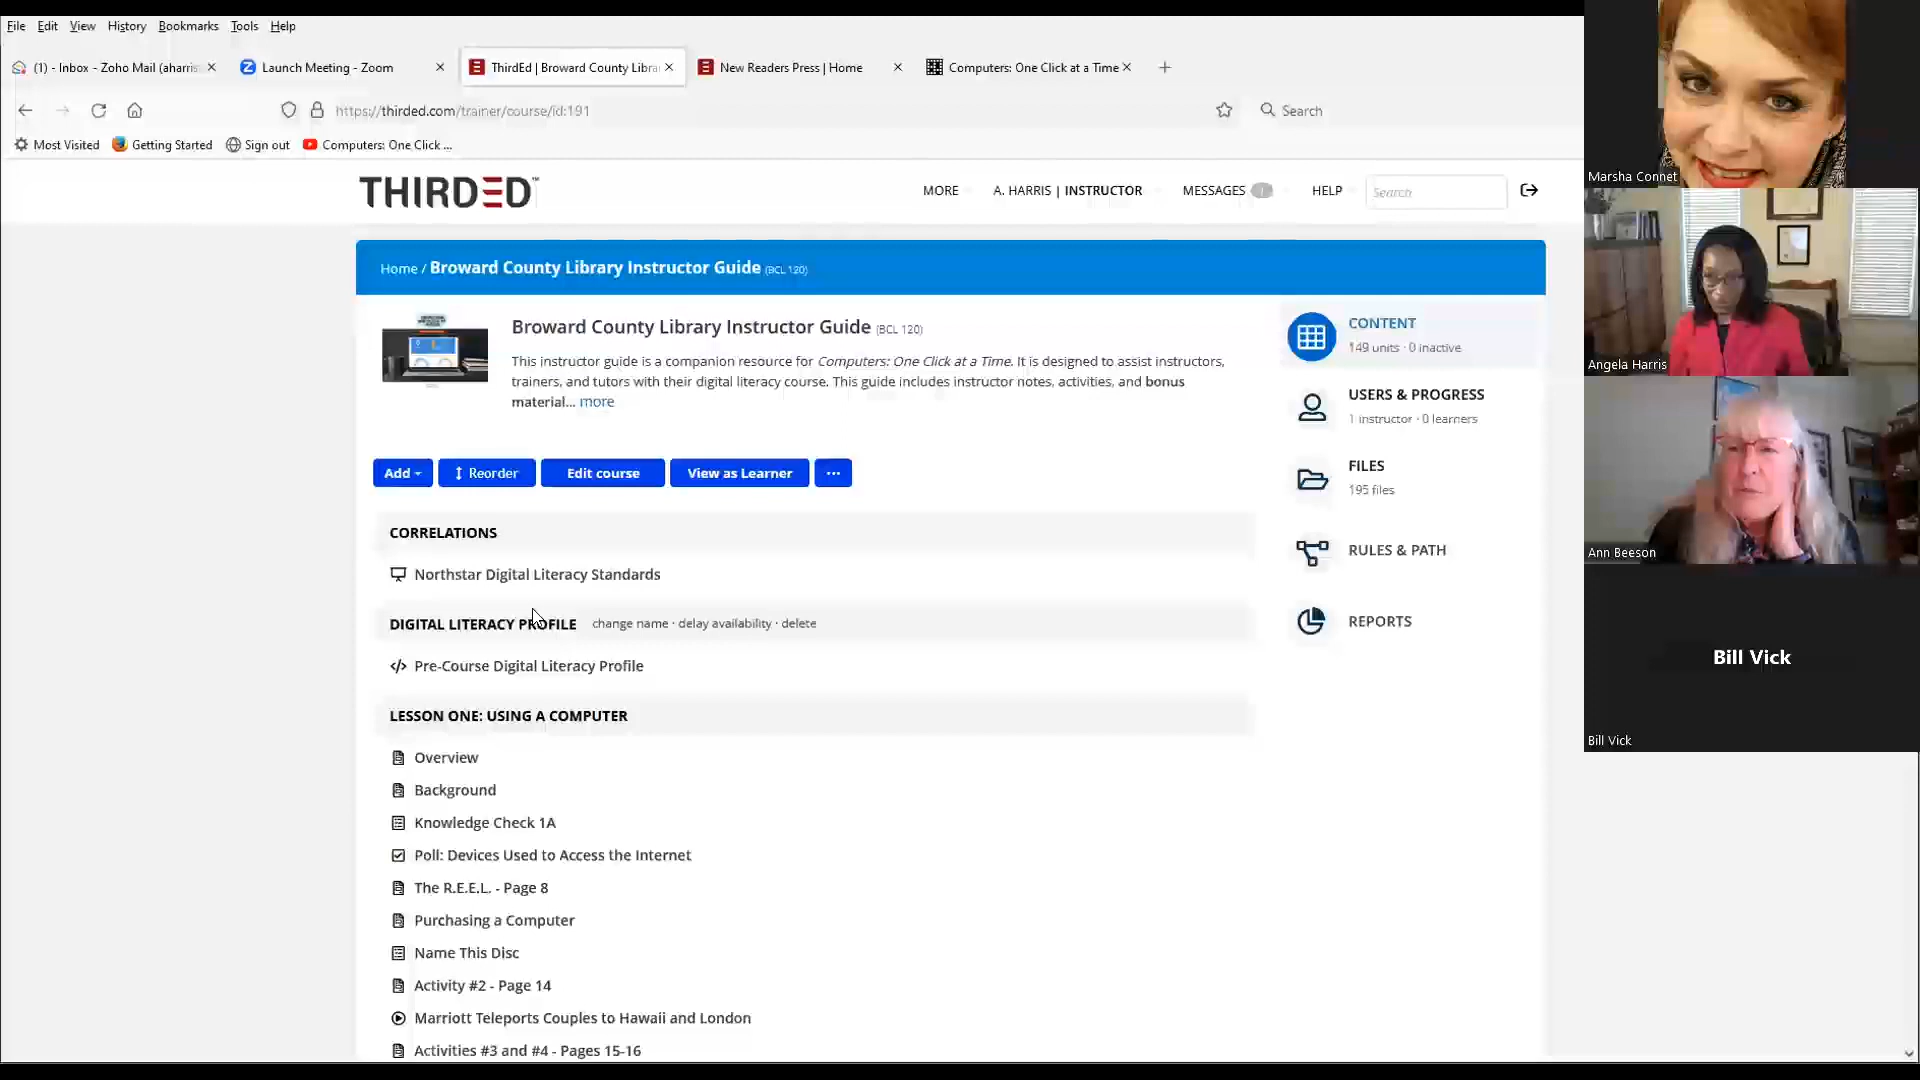 File Edit View History Bookmarks Tools Help
(1) - Inbox - Zoho Mail (aharris
Launch Meeting - Zoom
ThirdEd | Broward County Libra
New Readers Press | Home
Computers: One Click at a Time
https://thirded.com/trainer/course/id:191
Search
Most Visited Getting Started Sign out Computers: One Click ...
THIRDED™
MORE A. HARRIS | INSTRUCTOR MESSAGES 1 HELP Search
Home / Broward County Library Instructor Guide (BCL 120)
Broward County Library Instructor Guide (BCL 120)
This instructor guide is a companion resource for Computers: One Click at a Time. It is designed to assist instructors,
trainers, and tutors with their digital literacy course. This guide includes instructor notes, activities, and bonus
material... more
Add Reorder Edit course View as Learner ...
CORRELATIONS
Northstar Digital Literacy Standards
DIGITAL LITERACY PROFILE change name · delay availability · delete
</> Pre-Course Digital Literacy Profile
LESSON ONE: USING A COMPUTER
Overview
Background
Knowledge Check 1A
Poll: Devices Used to Access the Internet
The R.E.E.L. - Page 8
Purchasing a Computer
Name This Disc
Activity #2 - Page 14
Marriott Teleports Couples to Hawaii and London
Activities #3 and #4 - Pages 15-16
CONTENT
149 units · 0 inactive
USERS & PROGRESS
1 instructor · 0 learners
FILES
195 files
RULES & PATH
REPORTS
Marsha Connet
Angela Harris
Ann Beeson
Bill Vick
Bill Vick